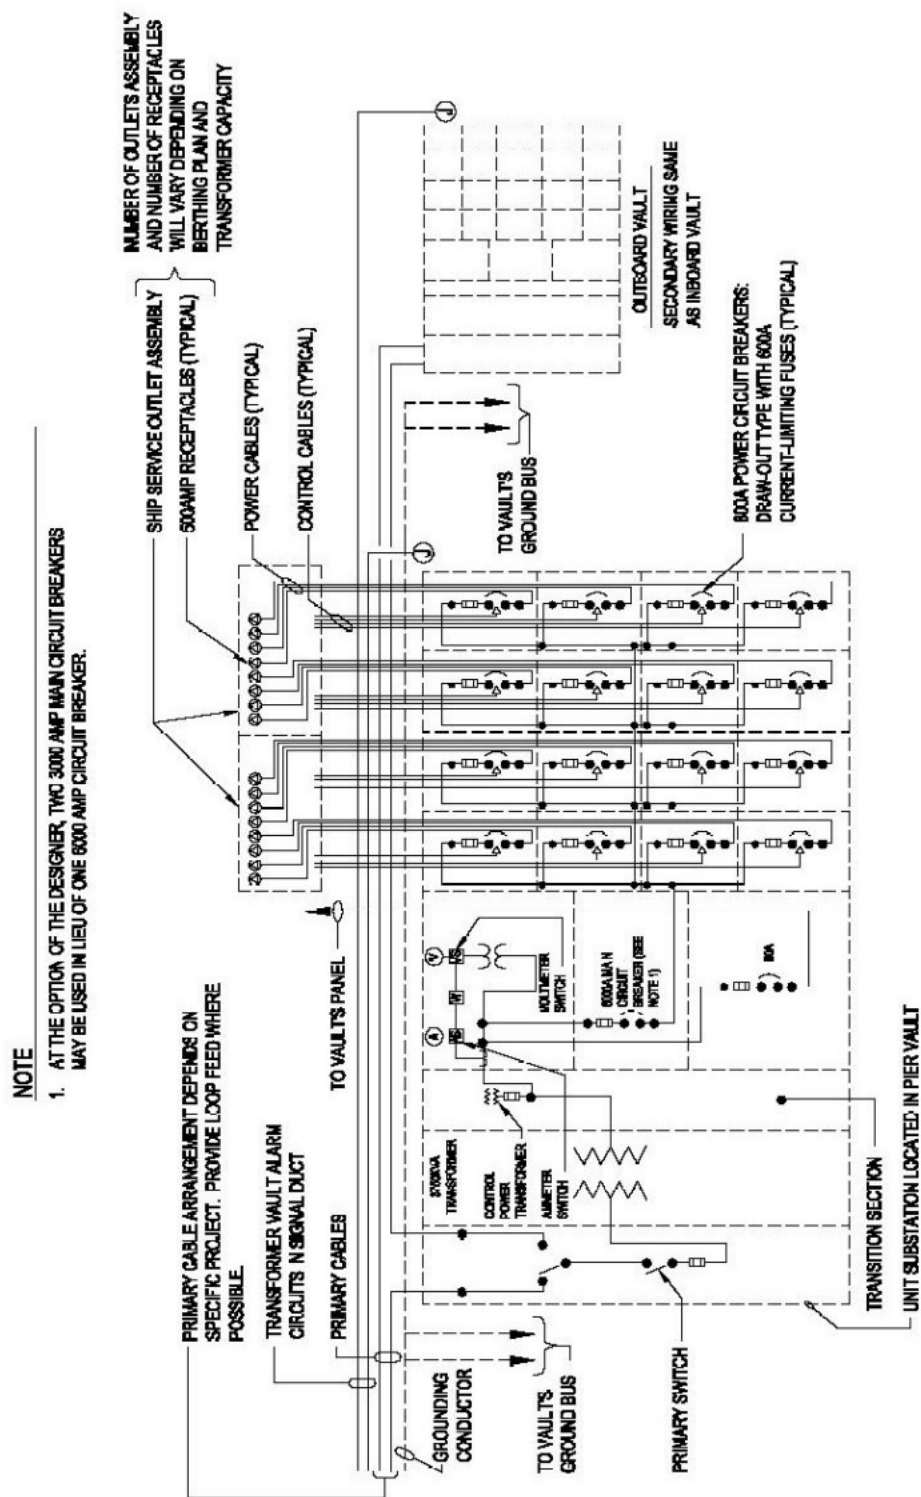 NOTE
1. AT THE OPTION OF THE DESIGNER, TWO 3000 AMP MAIN CIRCUIT BREAKERS
MAY BE USED IN LIEU OF ONE 6000 AMP CIRCUIT BREAKER.
PRIMARY CABLE ARRANGEMENT DEPENDS ON
SPECIFIC PROJECT. PROVIDE LOOP FEED WHERE
POSSIBLE.
TRANSFORMER VAULT ALARM
CIRCUITS N SIGNAL DUCT
PRIMARY CABLES
TO VAULT'S PANEL
SHIP SERVICE OUTLET ASSEMBLY
500AMP RECEPTACLES (TYPICAL)
NUMBER OF OUTLETS ASSEMBLY
AND NUMBER OF RECEPTACLES
WILL VARY DEPENDING ON
BERTHING PLAN AND
TRANSFORMER CAPACITY
POWER CABLES (TYPICAL)
CONTROL CABLES (TYPICAL)
J
J
GROUNDING
CONDUCTOR
TO VAULT'S
GROUND BUS
TO VAULT'S
GROUND BUS
3750KVA
TRANSFORMER
CONTROL
POWER
TRANSFORMER
AMMETER
SWITCH
A
AS
W
V
VS
VOLTMETER
SWITCH
6000A MA N
CIRCUIT
BREAKER (SEE
NOTE 1)
80A
OUTBOARD VAULT
SECONDARY WIRING SAME
AS INBOARD VAULT
800A POWER CIRCUIT BREAKERS:
DRAW-OUT TYPE WITH 600A
CURRENT-LIMITING FUSES (TYPICAL)
PRIMARY SWITCH
TRANSITION SECTION
UNIT SUBSTATION LOCATED IN PIER VAULT